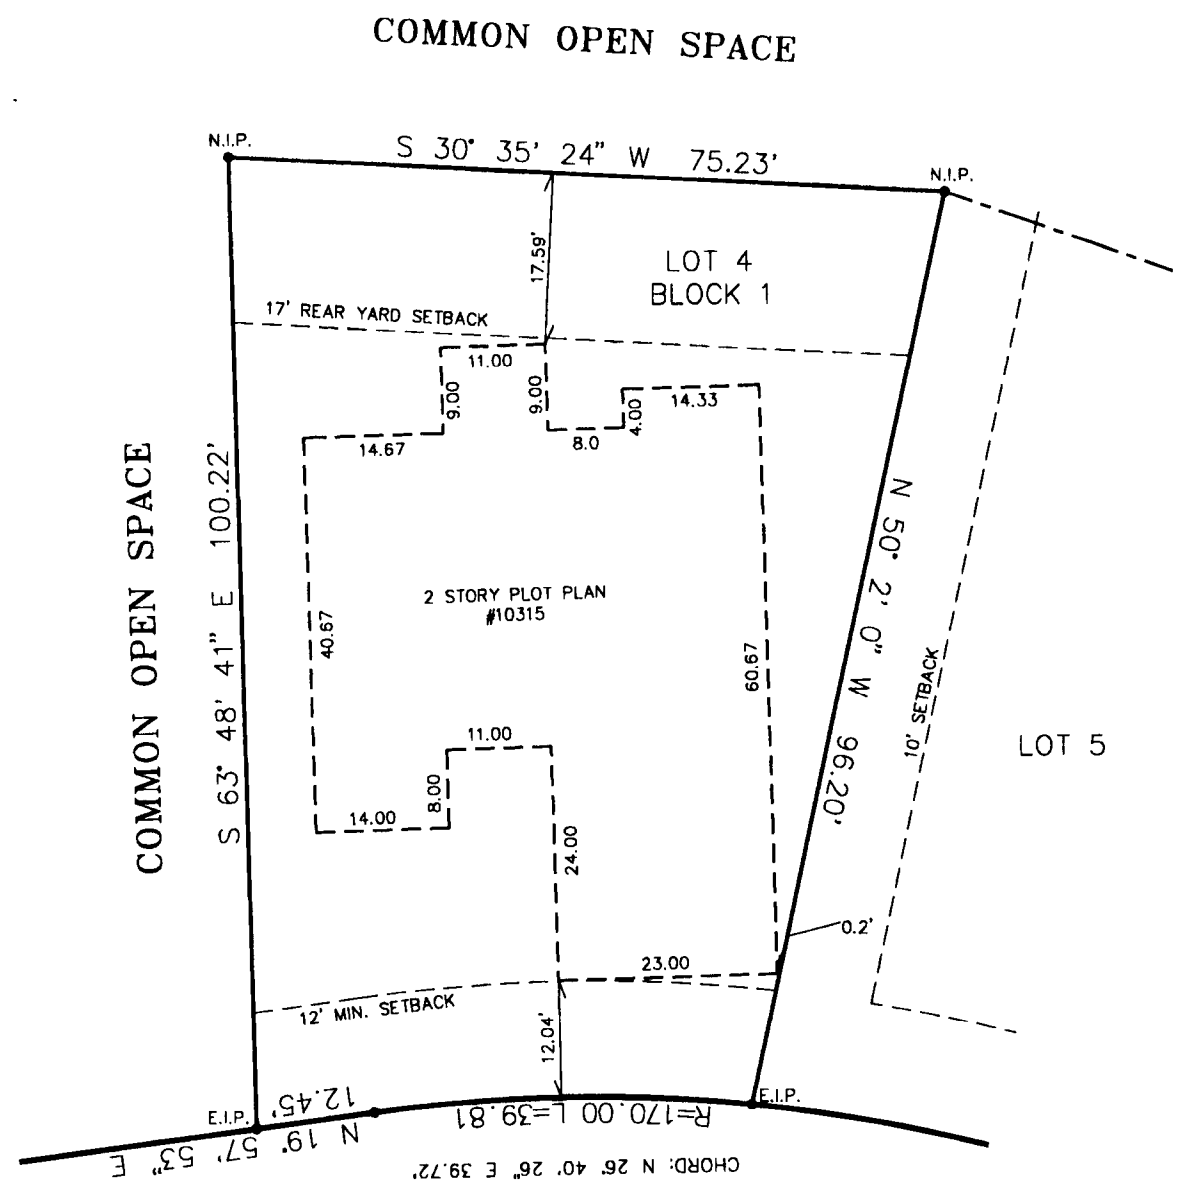 COMMON OPEN SPACE
N.I.P.
S 30° 35' 24" W 75.23'
N.I.P.
17.59'
LOT 4
BLOCK 1
17' REAR YARD SETBACK
11.00
9.00
9.00
14.33
4.00
8.0
14.67
COMMON OPEN SPACE
S 63° 48' 41" E 100.22'
N 50° 2' 0" W 96.20'
2 STORY PLOT PLAN
#10315
40.67
60.67
10' SETBACK
LOT 5
11.00
8.00
14.00
24.00
0.2'
23.00
12' MIN. SETBACK
12.04'
E.I.P.
E.I.P.
N 19° 57' 53" E
12.45'
R=170.00 L=39.81
CHORD: N 26° 40' 26" E 39.72'